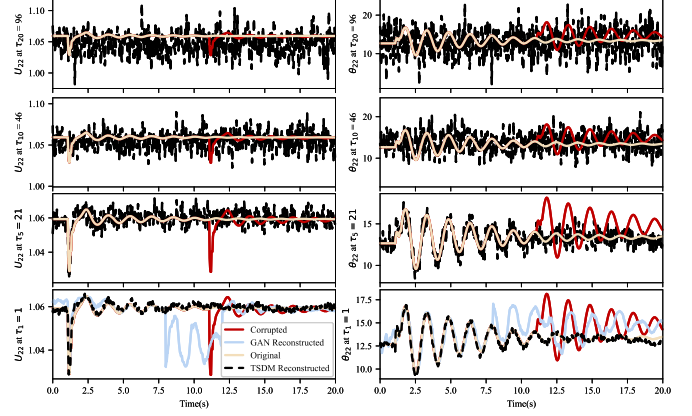 1.10
1.05
1.00
U22 at τ20 = 96
20
10
θ22 at τ20 = 96
1.10
1.05
1.00
U22 at τ10 = 46
20
10
θ22 at τ10 = 46
1.06
1.04
U22 at τ5 = 21
15
10
θ22 at τ5 = 21
1.06
1.04
U22 at τ1 = 1
Corrupted
GAN Reconstructed
Original
TSDM Reconstructed
0.0 2.5 5.0 7.5 10.0 12.5 15.0 17.5 20.0
Time(s)
17.5
15.0
12.5
10.0
θ22 at τ1 = 1
0.0 2.5 5.0 7.5 10.0 12.5 15.0 17.5 20.0
Time(s)